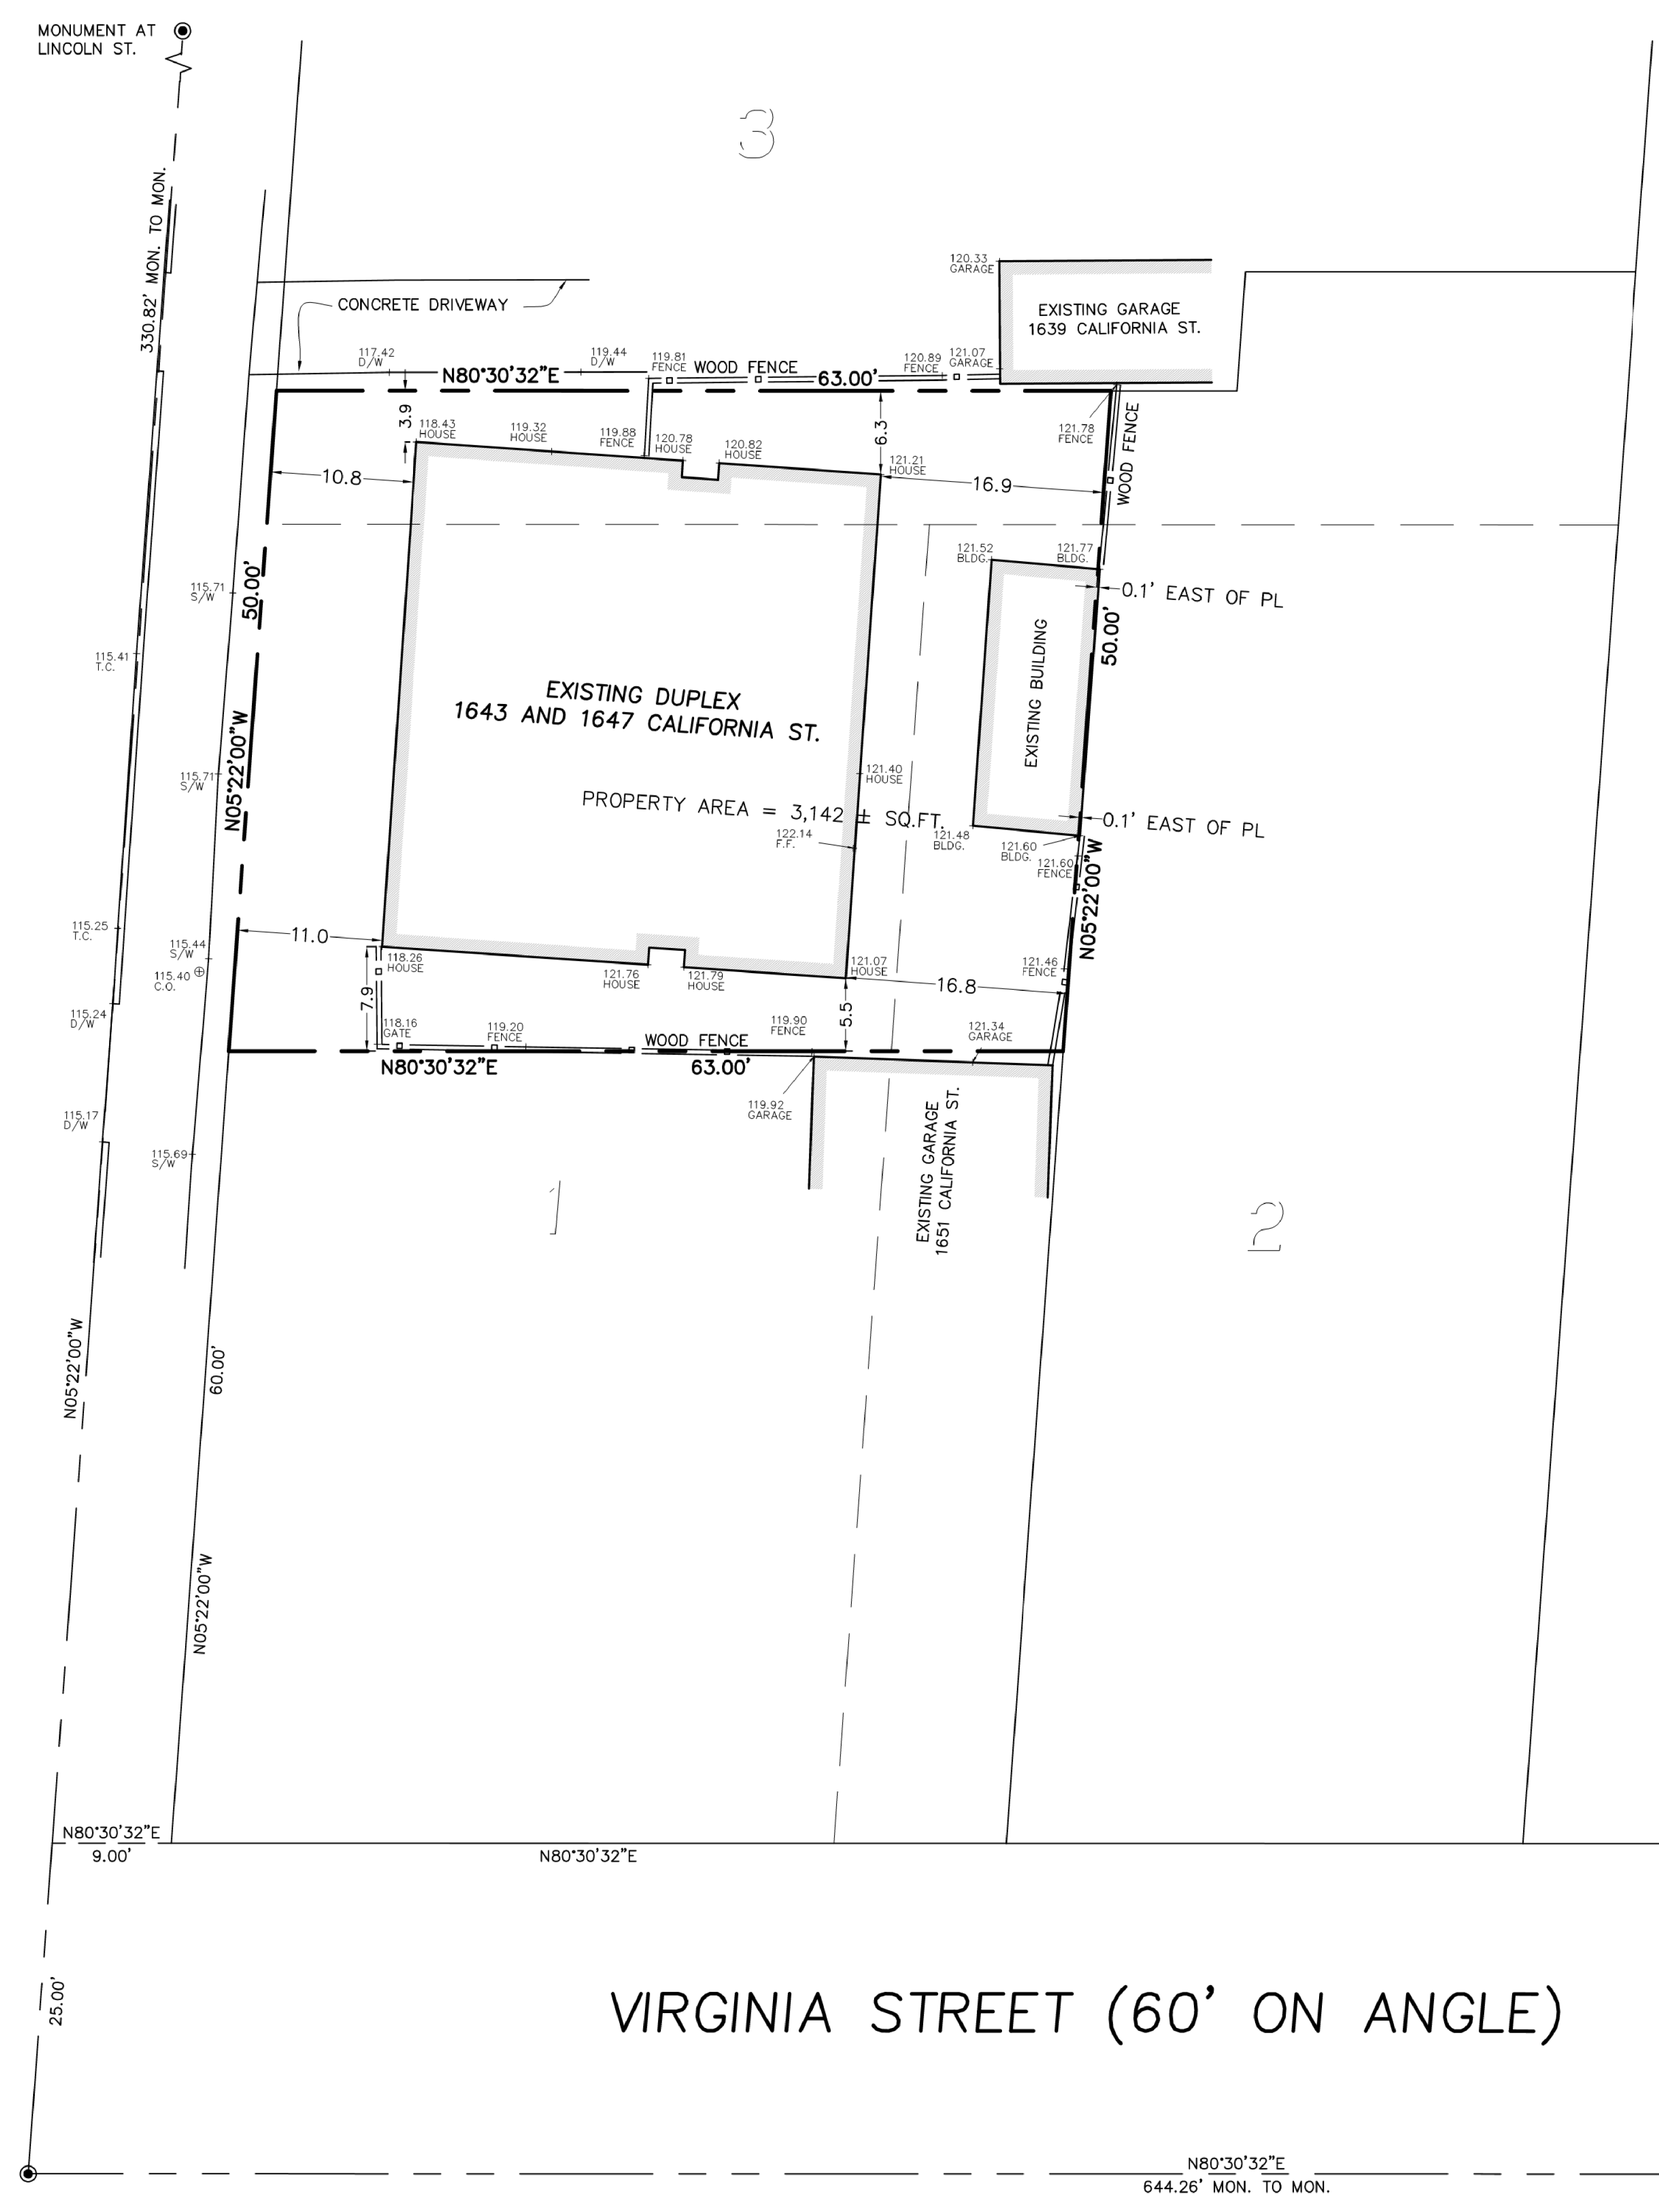 MONUMENT AT
LINCOLN ST.
330.82' MON. TO MON.
3
120.33
GARAGE
EXISTING GARAGE
1639 CALIFORNIA ST.
CONCRETE DRIVEWAY
117.42
D/W
119.44
D/W
119.81
FENCE
WOOD FENCE
120.89
FENCE
121.07
GARAGE
N80°30'32"E
63.00'
3.9
118.43
HOUSE
119.32
HOUSE
119.88
FENCE
120.78
HOUSE
120.82
HOUSE
6.3
121.21
HOUSE
121.78
FENCE
WOOD FENCE
10.8
16.9
121.52
BLDG.
121.77
BLDG.
0.1' EAST OF PL
115.71
S/W
50.00'
50.00'
115.41
T.C.
EXISTING BUILDING
EXISTING DUPLEX
1643 AND 1647 CALIFORNIA ST.
115.71
S/W
N05°22'00"W
121.40
HOUSE
PROPERTY AREA = 3,142 ± SQ.FT.
122.14
F.F.
121.48
BLDG.
0.1' EAST OF PL
121.60
BLDG.
121.60
FENCE
N05°22'00"W
115.25
T.C.
11.0
115.44
S/W
115.40
C.O.
118.26
HOUSE
121.76
HOUSE
121.79
HOUSE
121.07
HOUSE
121.46
FENCE
16.8
7.9
5.5
115.24
D/W
118.16
GATE
119.20
FENCE
WOOD FENCE
119.90
FENCE
121.34
GARAGE
N80°30'32"E
63.00'
119.92
GARAGE
115.17
D/W
115.69
S/W
EXISTING GARAGE
1651 CALIFORNIA ST.
1
2
N05°22'00"W
60.00'
N05°22'00"W
N80°30'32"E
9.00'
N80°30'32"E
25.00'
VIRGINIA STREET (60' ON ANGLE)
N80°30'32"E
644.26' MON. TO MON.